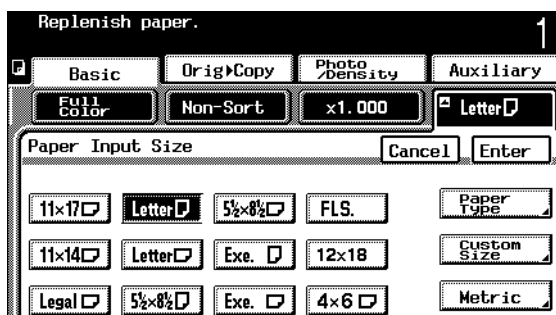 Replenish paper.
1
Basic
Orig▸Copy
Photo
/Density
Auxiliary
Full
Color
Non-Sort
x1.000
Letter
Paper Input Size
Cancel
Enter
11×17
Letter
5½×8½
FLS.
Paper
Type
11×14
Letter
Exe.
12×18
Custom
Size
Legal
5½×8½
Exe.
4×6
Metric